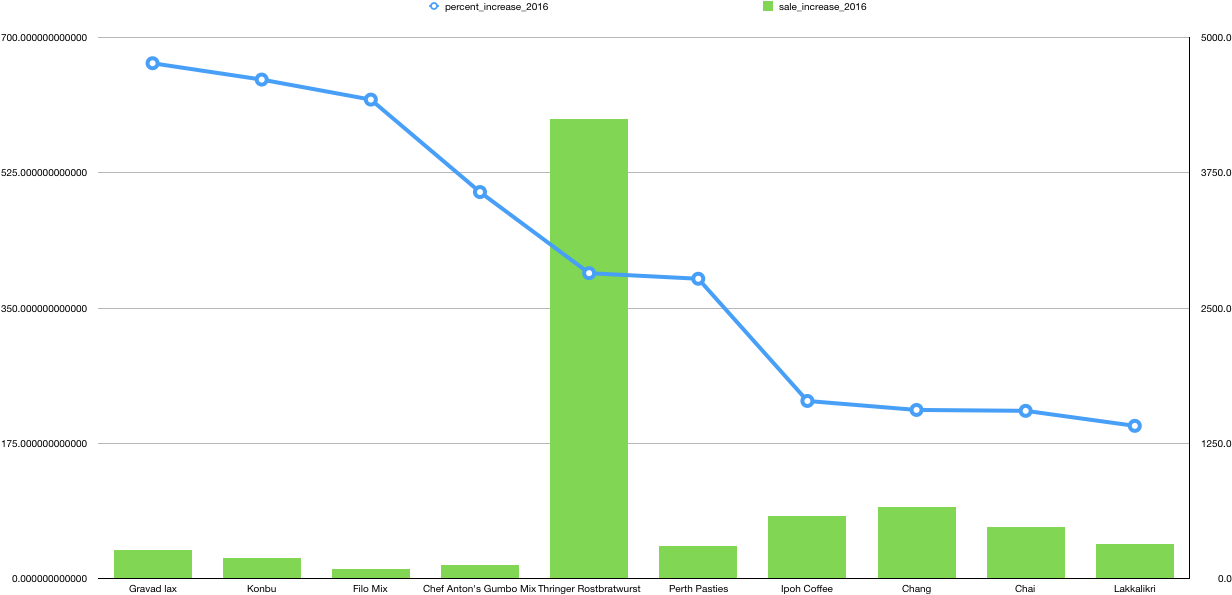 percent_increase_2016 sale_increase_2016
700.000000000000 5000.0
525.000000000000 3750.0
350.000000000000 2500.0
175.000000000000 1250.0
0.000000000000 0.0
Gravad lax Konbu Filo Mix Chef Anton's Gumbo Mix Thringer Rostbratwurst Perth Pasties Ipoh Coffee Chang Chai Lakkalikri